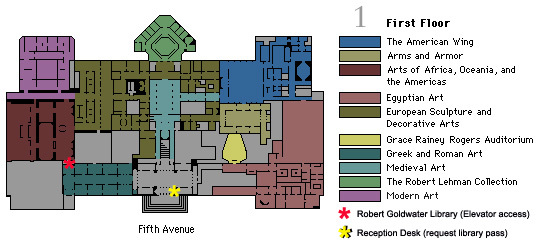 1 First Floor
The American Wing
Arms and Armor
Arts of Africa, Oceania, and
the Americas
Egyptian Art
European Sculpture and
Decorative Arts
Grace Rainey Rogers Auditorium
Greek and Roman Art
Medieval Art
The Robert Lehman Collection
Modern Art
Robert Goldwater Library (Elevator access)
Reception Desk (request library pass)
Fifth Avenue